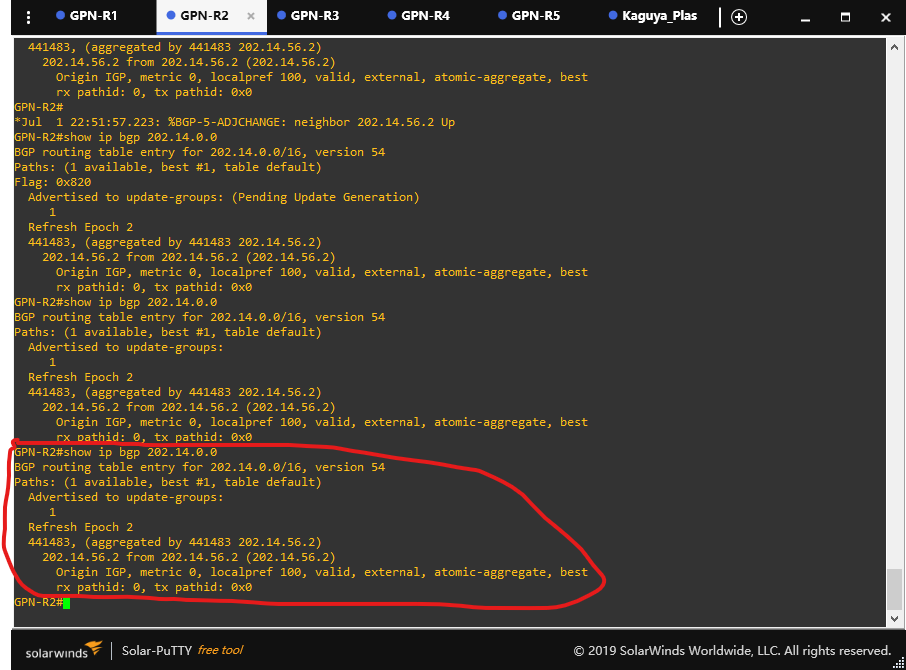 GPN-R1 GPN-R2 × GPN-R3 GPN-R4 GPN-R5 Kaguya_Plas
441483, (aggregated by 441483 202.14.56.2)
202.14.56.2 from 202.14.56.2 (202.14.56.2)
Origin IGP, metric 0, localpref 100, valid, external, atomic-aggregate, best
rx pathid: 0, tx pathid: 0x0
GPN-R2#
*Jul  1 22:51:57.223: %BGP-5-ADJCHANGE: neighbor 202.14.56.2 Up
GPN-R2#show ip bgp 202.14.0.0
BGP routing table entry for 202.14.0.0/16, version 54
Paths: (1 available, best #1, table default)
Flag: 0x820
Advertised to update-groups: (Pending Update Generation)
1
Refresh Epoch 2
441483, (aggregated by 441483 202.14.56.2)
202.14.56.2 from 202.14.56.2 (202.14.56.2)
Origin IGP, metric 0, localpref 100, valid, external, atomic-aggregate, best
rx pathid: 0, tx pathid: 0x0
GPN-R2#show ip bgp 202.14.0.0
BGP routing table entry for 202.14.0.0/16, version 54
Paths: (1 available, best #1, table default)
Advertised to update-groups:
1
Refresh Epoch 2
441483, (aggregated by 441483 202.14.56.2)
202.14.56.2 from 202.14.56.2 (202.14.56.2)
Origin IGP, metric 0, localpref 100, valid, external, atomic-aggregate, best
rx pathid: 0, tx pathid: 0x0
GPN-R2#show ip bgp 202.14.0.0
BGP routing table entry for 202.14.0.0/16, version 54
Paths: (1 available, best #1, table default)
Advertised to update-groups:
1
Refresh Epoch 2
441483, (aggregated by 441483 202.14.56.2)
202.14.56.2 from 202.14.56.2 (202.14.56.2)
Origin IGP, metric 0, localpref 100, valid, external, atomic-aggregate, best
rx pathid: 0, tx pathid: 0x0
GPN-R2#
solarwinds Solar-PuTTY free tool © 2019 SolarWinds Worldwide, LLC. All rights reserved.